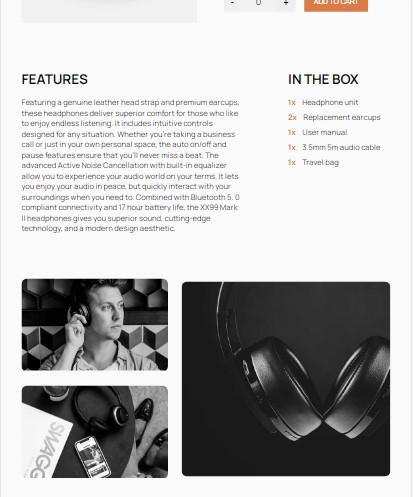 - 0 + ADD TO CART
FEATURES
Featuring a genuine leather head strap and premium earcups,
these headphones deliver superior comfort for those who like
to enjoy endless listening. It includes intuitive controls
designed for any situation. Whether you're taking a business
call or just in your own personal space, the auto on/off and
pause features ensure that you'll never miss a beat. The
advanced Active Noise Cancellation with built-in equalizer
allow you to experience your audio world on your terms. It lets
you enjoy your audio in peace, but quickly interact with your
surroundings when you need to. Combined with Bluetooth 5. 0
compliant connectivity and 17 hour battery life, the XX99 Mark
II headphones gives you superior sound, cutting-edge
technology, and a modern design aesthetic.
IN THE BOX
1x Headphone unit
2x Replacement earcups
1x User manual
1x 3.5mm 5m audio cable
1x Travel bag
SWAGG